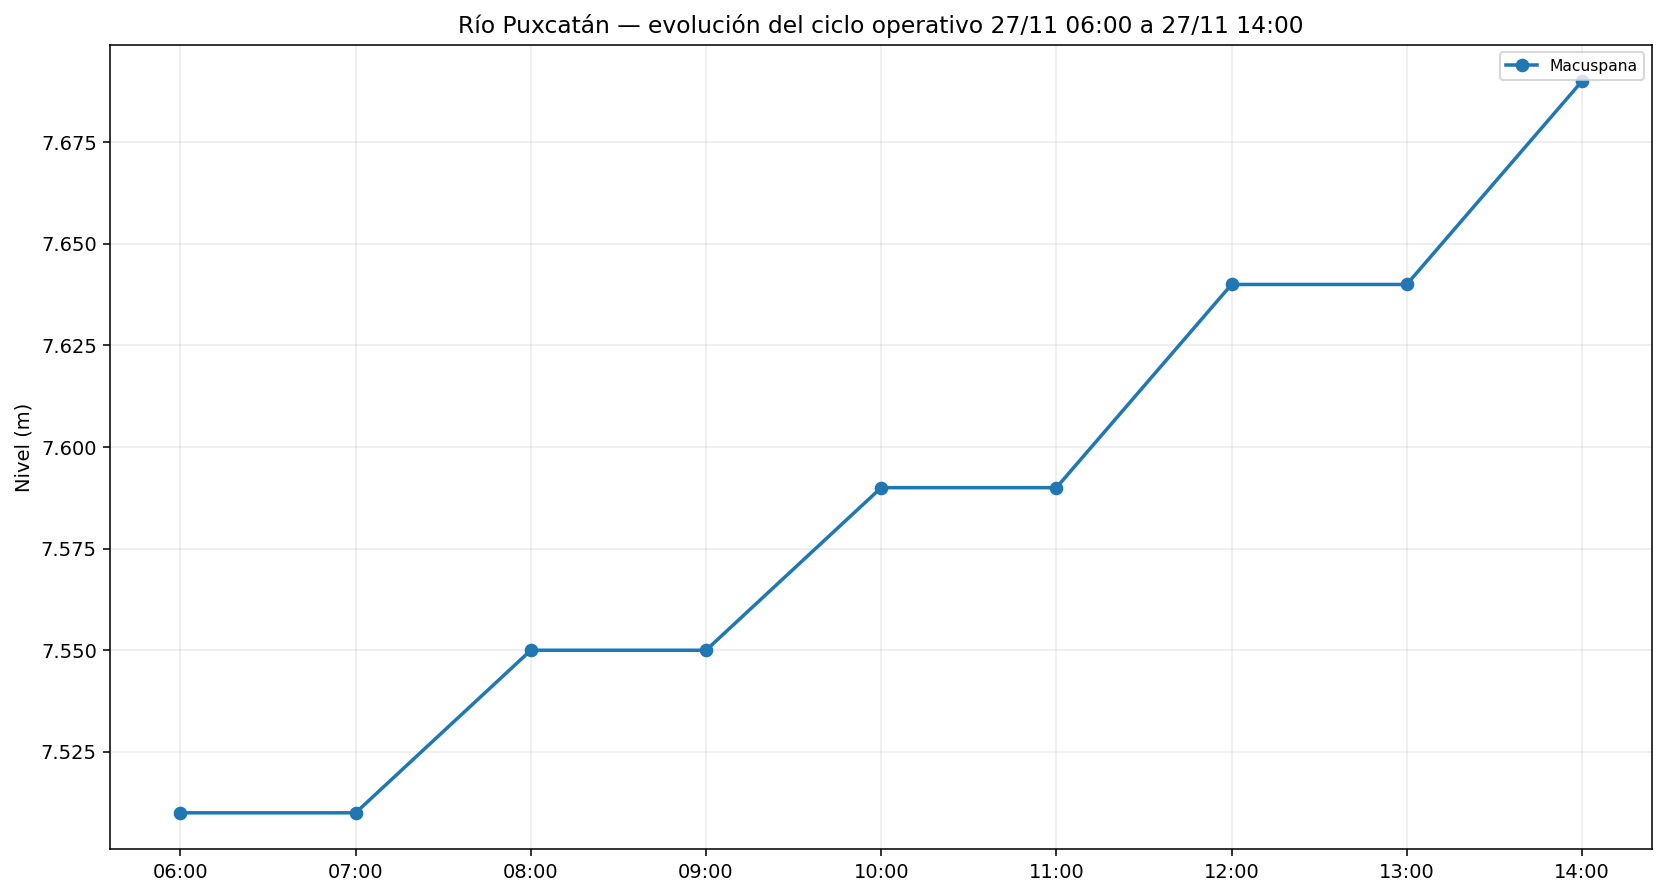 Río Puxcatán — evolución del ciclo operativo 27/11 06:00 a 27/11 14:00
Macuspana
Nivel (m)
7.675
7.650
7.625
7.600
7.575
7.550
7.525
06:00 07:00 08:00 09:00 10:00 11:00 12:00 13:00 14:00